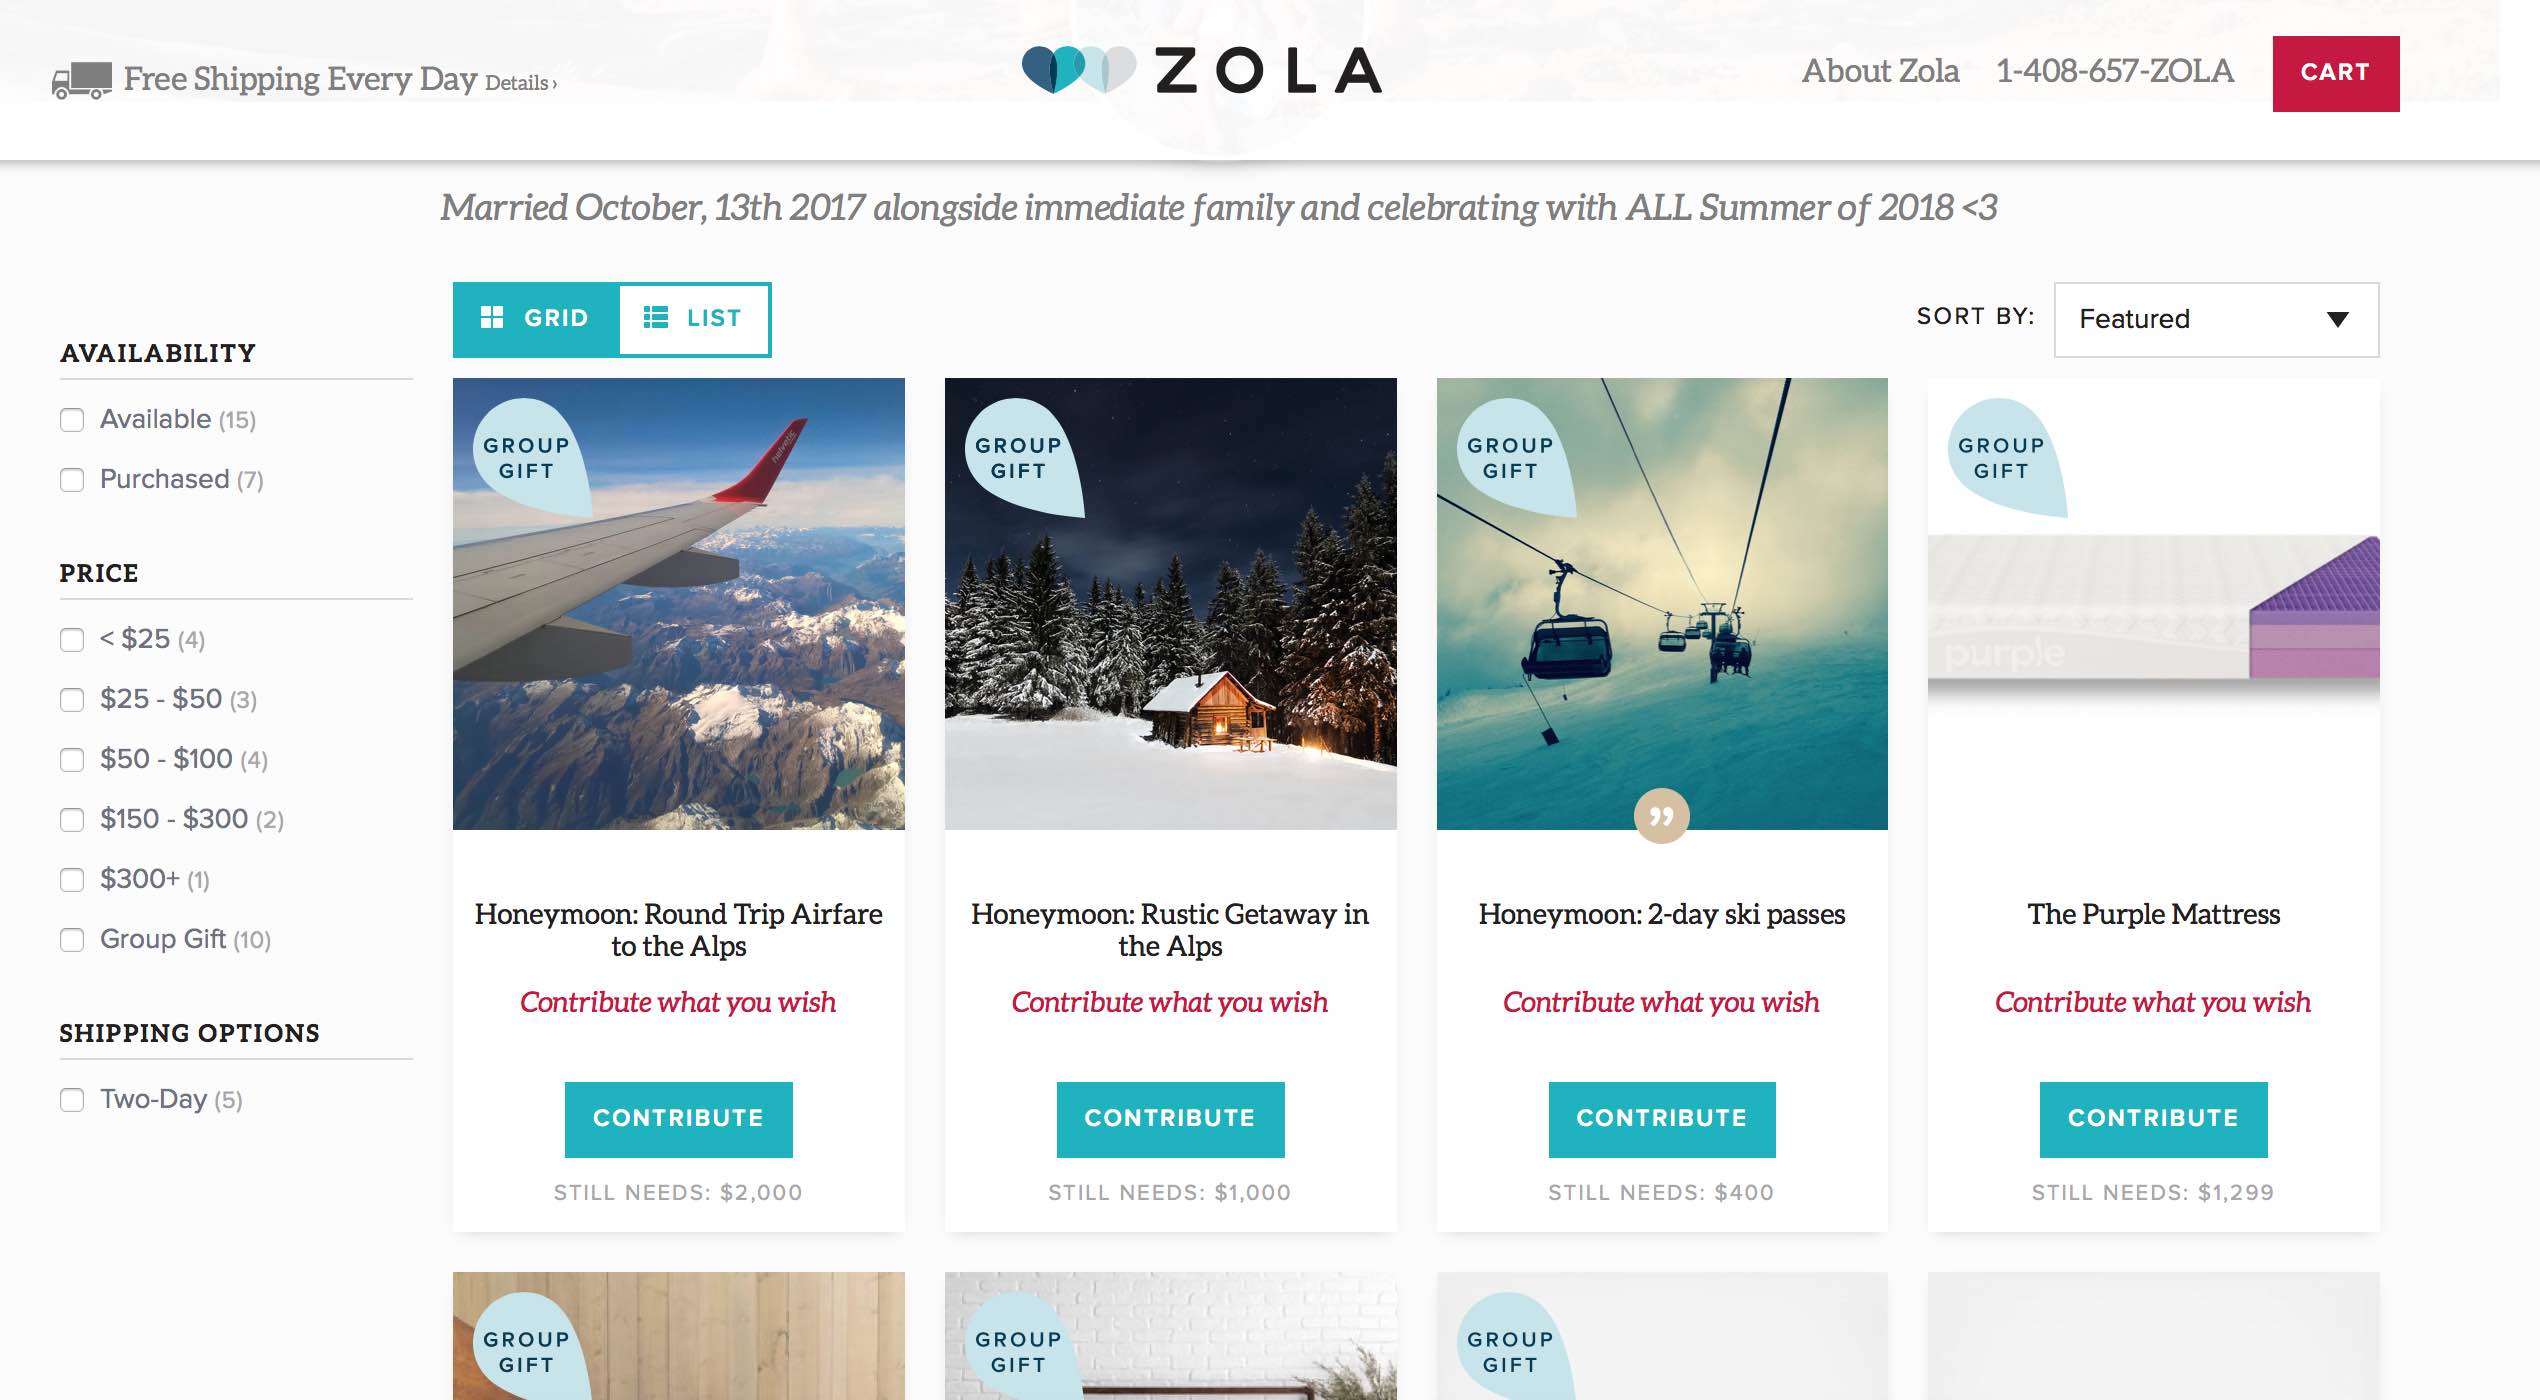 Free Shipping Every Day Details ›
ZOLA
About Zola
1-408-657-ZOLA
CART
Married October, 13th 2017 alongside immediate family and celebrating with ALL Summer of 2018 <3
GRID
LIST
SORT BY:
Featured
AVAILABILITY
Available (15)
Purchased (7)
PRICE
< $25 (4)
$25 - $50 (3)
$50 - $100 (4)
$150 - $300 (2)
$300+ (1)
Group Gift (10)
SHIPPING OPTIONS
Two-Day (5)
GROUP
GIFT
helvetic
Honeymoon: Round Trip Airfare
to the Alps
Contribute what you wish
CONTRIBUTE
STILL NEEDS: $2,000
GROUP
GIFT
Honeymoon: Rustic Getaway in
the Alps
Contribute what you wish
CONTRIBUTE
STILL NEEDS: $1,000
GROUP
GIFT
”
Honeymoon: 2-day ski passes
Contribute what you wish
CONTRIBUTE
STILL NEEDS: $400
GROUP
GIFT
purple
The Purple Mattress
Contribute what you wish
CONTRIBUTE
STILL NEEDS: $1,299
GROUP
GIFT
GROUP
GIFT
GROUP
GIFT